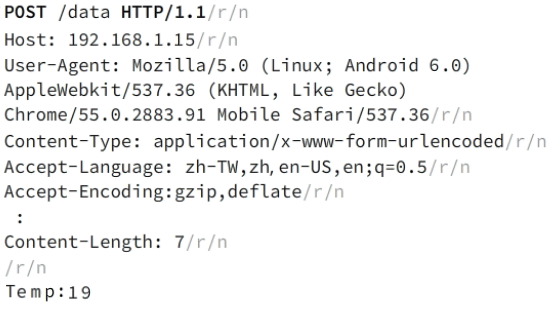 POST /data HTTP/1.1/r/n
Host: 192.168.1.15/r/n
User-Agent: Mozilla/5.0 (Linux; Android 6.0)
AppleWebkit/537.36 (KHTML, Like Gecko)
Chrome/55.0.2883.91 Mobile Safari/537.36/r/n
Content-Type: application/x-www-form-urlencoded/r/n
Accept-Language: zh-TW,zh,en-US,en;q=0.5/r/n
Accept-Encoding:gzip,deflate/r/n
:
Content-Length: 7/r/n
/r/n
Temp:19